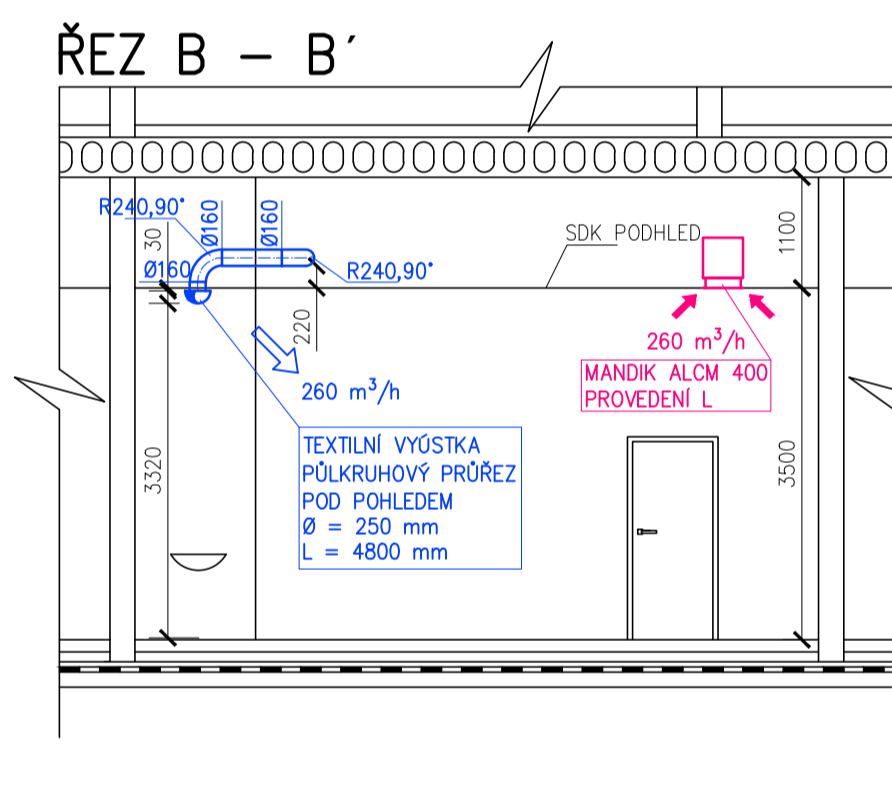 ŘEZ B – B´
R240,90°
30
Ø160
Ø160
Ø160
R240,90°
220
260 m³/h
SDK PODHLED
1100
260 m³/h
MANDIK ALCM 400
PROVEDENÍ L
TEXTILNÍ VYÚSTKA
PŮLKRUHOVÝ PRŮŘEZ
POD POHLEDEM
Ø = 250 mm
L = 4800 mm
3320
3500